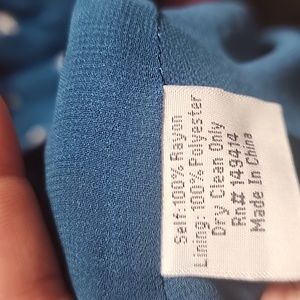 Self:100% Rayon
Lining: 100% Polyester
Dry Clean Only
Rn# 149414
Made In China